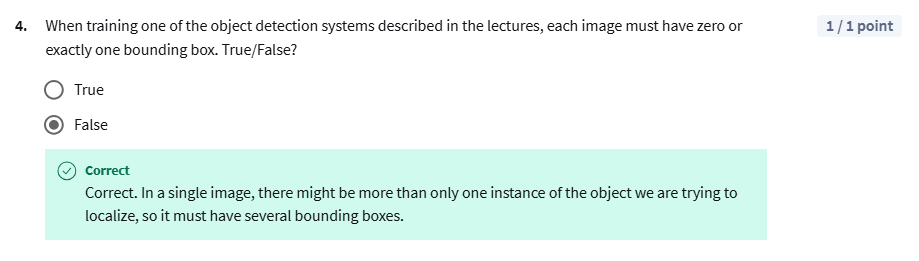 4. When training one of the object detection systems described in the lectures, each image must have zero or
exactly one bounding box. True/False?
1 / 1 point
True
False
Correct
Correct. In a single image, there might be more than only one instance of the object we are trying to
localize, so it must have several bounding boxes.